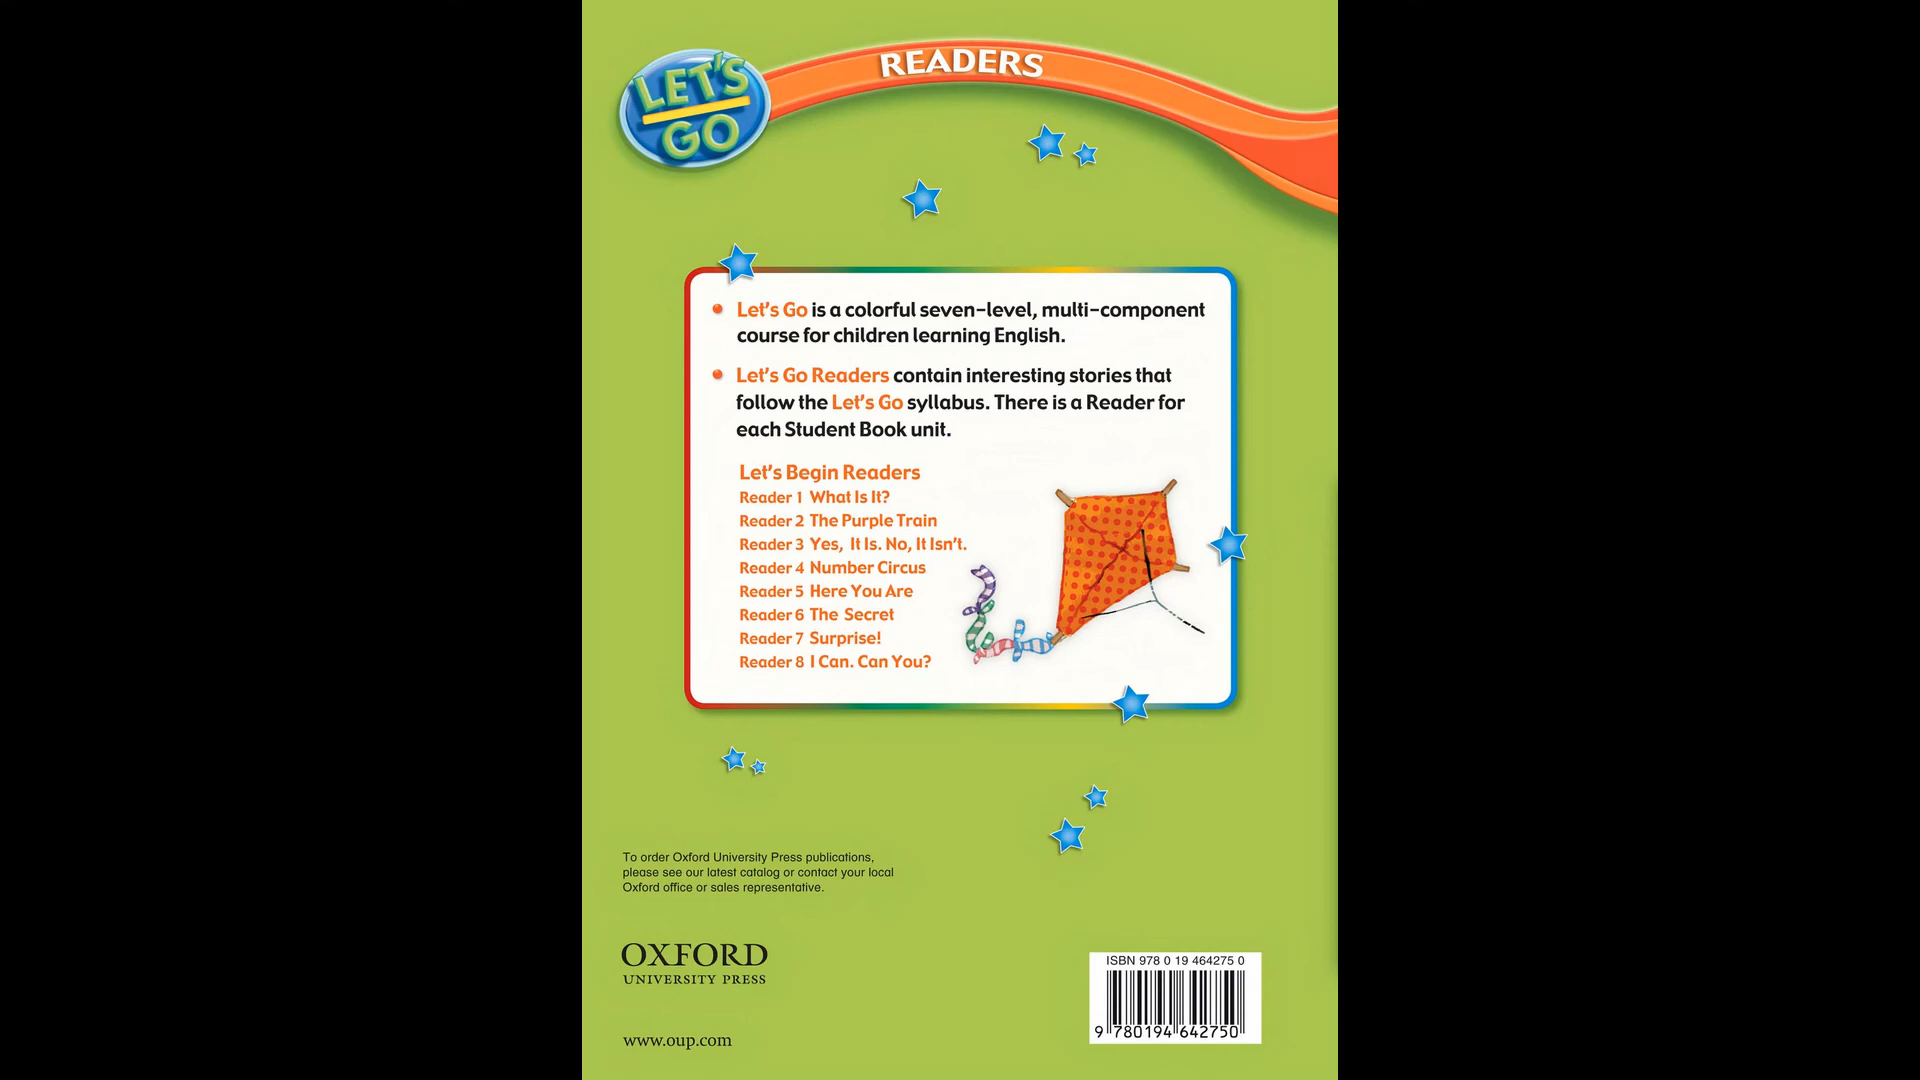 LET'S
GO
READERS
• Let's Go is a colorful seven-level, multi-component
course for children learning English.
• Let's Go Readers contain interesting stories that
follow the Let's Go syllabus. There is a Reader for
each Student Book unit.
Let's Begin Readers
Reader 1 What Is It?
Reader 2 The Purple Train
Reader 3 Yes, It Is. No, It Isn't.
Reader 4 Number Circus
Reader 5 Here You Are
Reader 6 The Secret
Reader 7 Surprise!
Reader 8 I Can. Can You?
To order Oxford University Press publications,
please see our latest catalog or contact your local
Oxford office or sales representative.
OXFORD
UNIVERSITY PRESS
www.oup.com
ISBN 978 0 19 464275 0
9 780194 642750